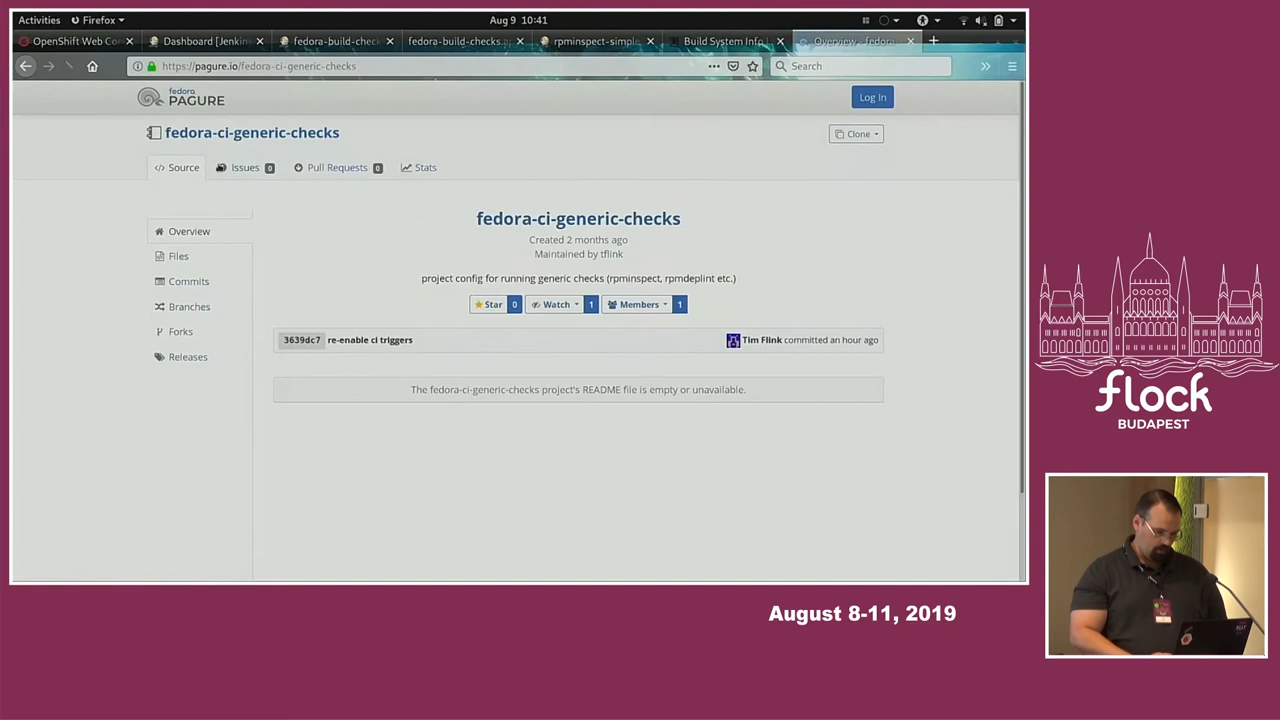 Activities Firefox Aug 9 10:41
OpenShift Web Co Dashboard [Jenkin fedora-build-check fedora-build-checks. rpminspect-simple Build System Info Overview - fedora
https://pagure.io/fedora-ci-generic-checks Search
fedora
PAGURE
Log In
fedora-ci-generic-checks
Clone
Source Issues 0 Pull Requests 0 Stats
Overview
Files
Commits
Branches
Forks
Releases
fedora-ci-generic-checks
Created 2 months ago
Maintained by tflink
project config for running generic checks (rpminspect, rpmdeplint etc.)
Star 0 Watch 1 Members 1
3639dc7 re-enable ci triggers Tim Flink committed an hour ago
The fedora-ci-generic-checks project's README file is empty or unavailable.
flock
BUDAPEST
August 8-11, 2019